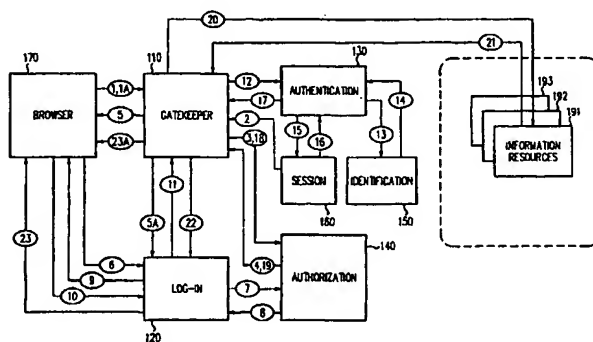 20
170
110
21
130
BROWSER
1,1A
GATEKEEPER
12
AUTHENTICATION
14
193
192
191
5
17
INFORMATION
RESOURCES
23A
2
15
16
13
3,18
SESSION
IDENTIFICATION
11
160
150
5A
22
23
140
6
4,19
9
LOG-IN
7
AUTHORIZATION
10
8
120